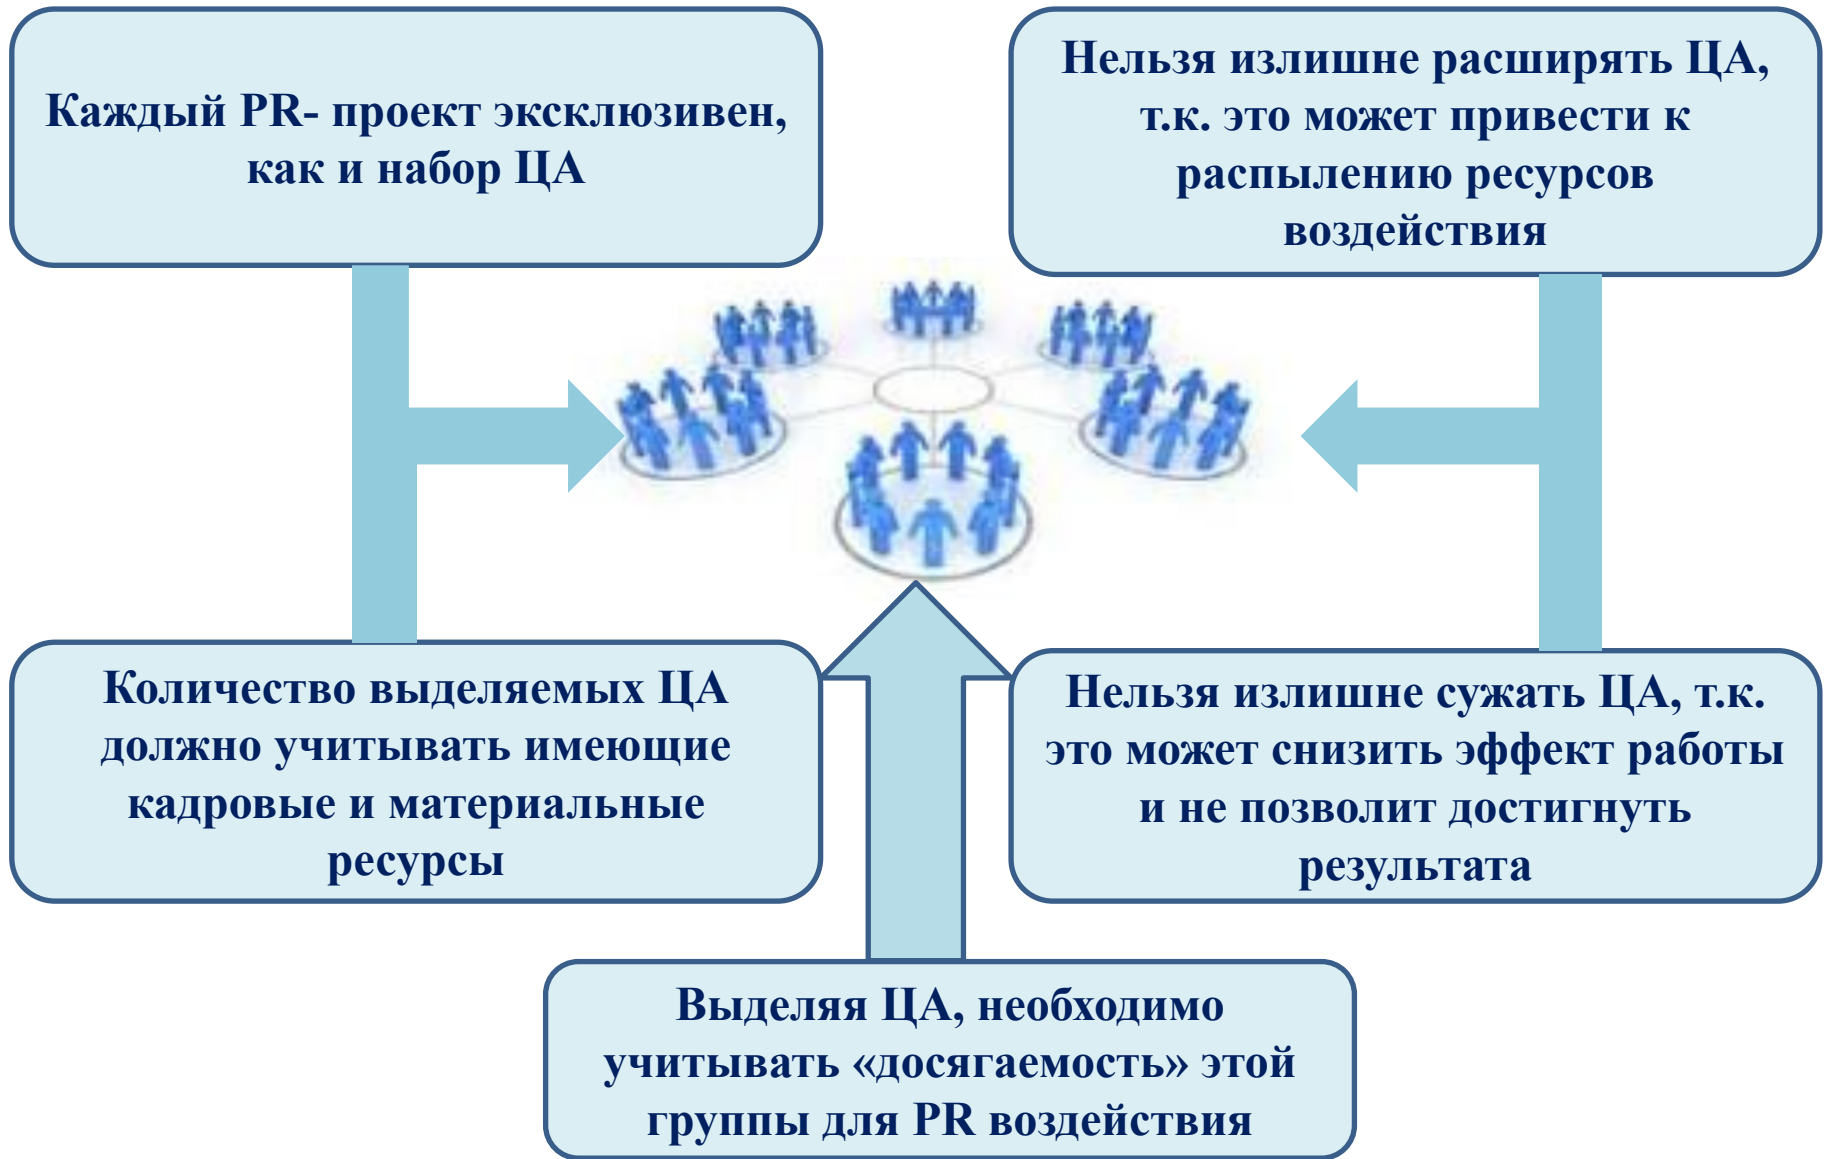 Каждый PR- проект эксклюзивен,
как и набор ЦА
Нельзя излишне расширять ЦА,
т.к. это может привести к
распылению ресурсов
воздействия
Количество выделяемых ЦА
должно учитывать имеющие
кадровые и материальные
ресурсы
Нельзя излишне сужать ЦА, т.к.
это может снизить эффект работы
и не позволит достигнуть
результата
Выделяя ЦА, необходимо
учитывать «досягаемость» этой
группы для PR воздействия